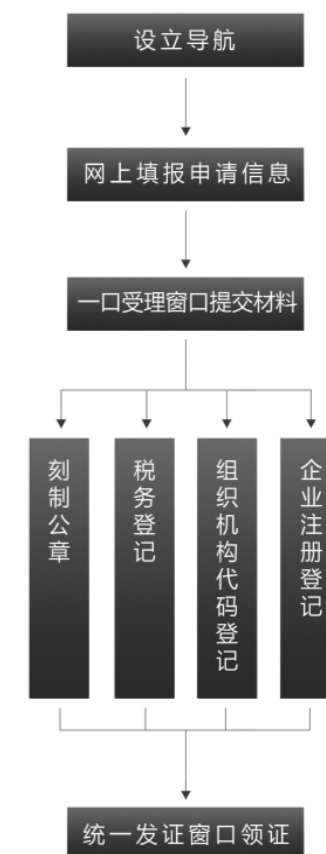 设立导航
网上填报申请信息
一口受理窗口提交材料
刻制公章
税务登记
组织机构代码登记
企业注册登记
统一发证窗口领证